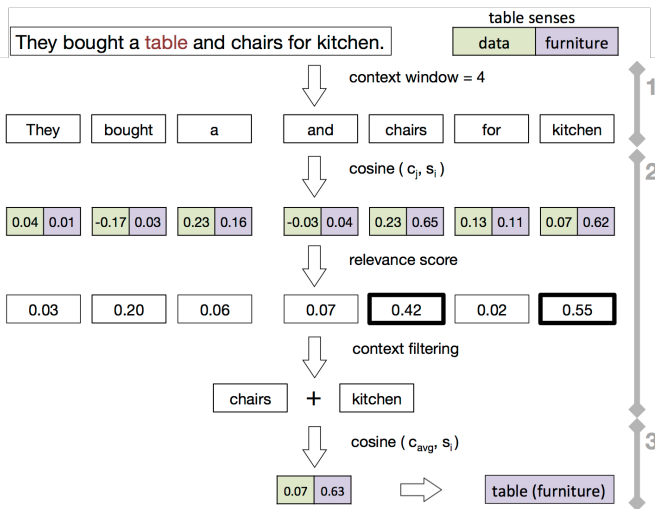 table senses
They bought a table and chairs for kitchen.
data furniture
context window = 4
1
They bought a and chairs for kitchen
cosine ( cj, si )
2
0.04 0.01 -0.17 0.03 0.23 0.16 -0.03 0.04 0.23 0.65 0.13 0.11 0.07 0.62
relevance score
0.03 0.20 0.06 0.07 0.42 0.02 0.55
context filtering
chairs + kitchen
cosine ( cavg, si )
3
0.07 0.63 table (furniture)